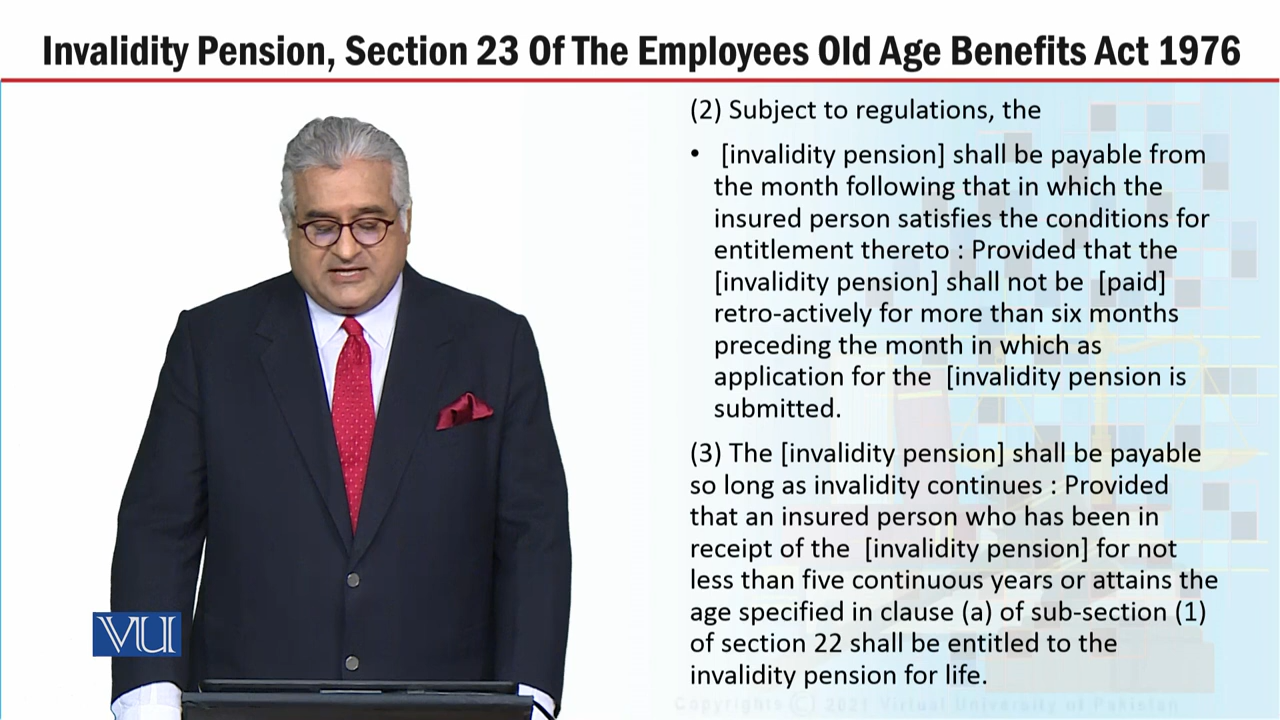 Invalidity Pension, Section 23 Of The Employees Old Age Benefits Act 1976
(2) Subject to regulations, the
• [invalidity pension] shall be payable from
the month following that in which the
insured person satisfies the conditions for
entitlement thereto : Provided that the
[invalidity pension] shall not be [paid]
retro-actively for more than six months
preceding the month in which as
application for the [invalidity pension is
submitted.
(3) The [invalidity pension] shall be payable
so long as invalidity continues : Provided
that an insured person who has been in
receipt of the [invalidity pension] for not
less than five continuous years or attains the
age specified in clause (a) of sub-section (1)
of section 22 shall be entitled to the
invalidity pension for life.
VU
Copyrights (C) 2021 Virtual University of Pakistan